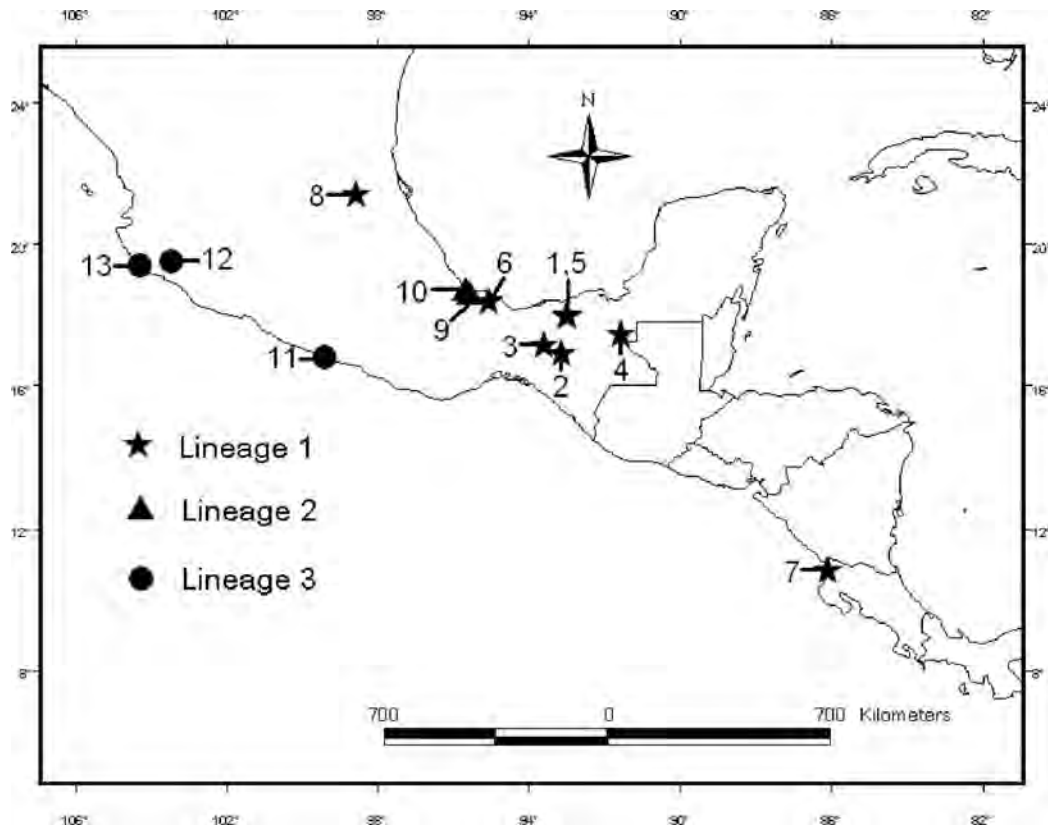 106° 102° 98° 94° 90° 86° 82°
N
24° 24°
8
20° 20°
13 12 10 9 6 1,5
3 2 4
11
16° 16°
Lineage 1
Lineage 2
12° 12°
Lineage 3
7
8° 8°
700 0 700 Kilometers
106° 102° 98° 94° 90° 86° 82°